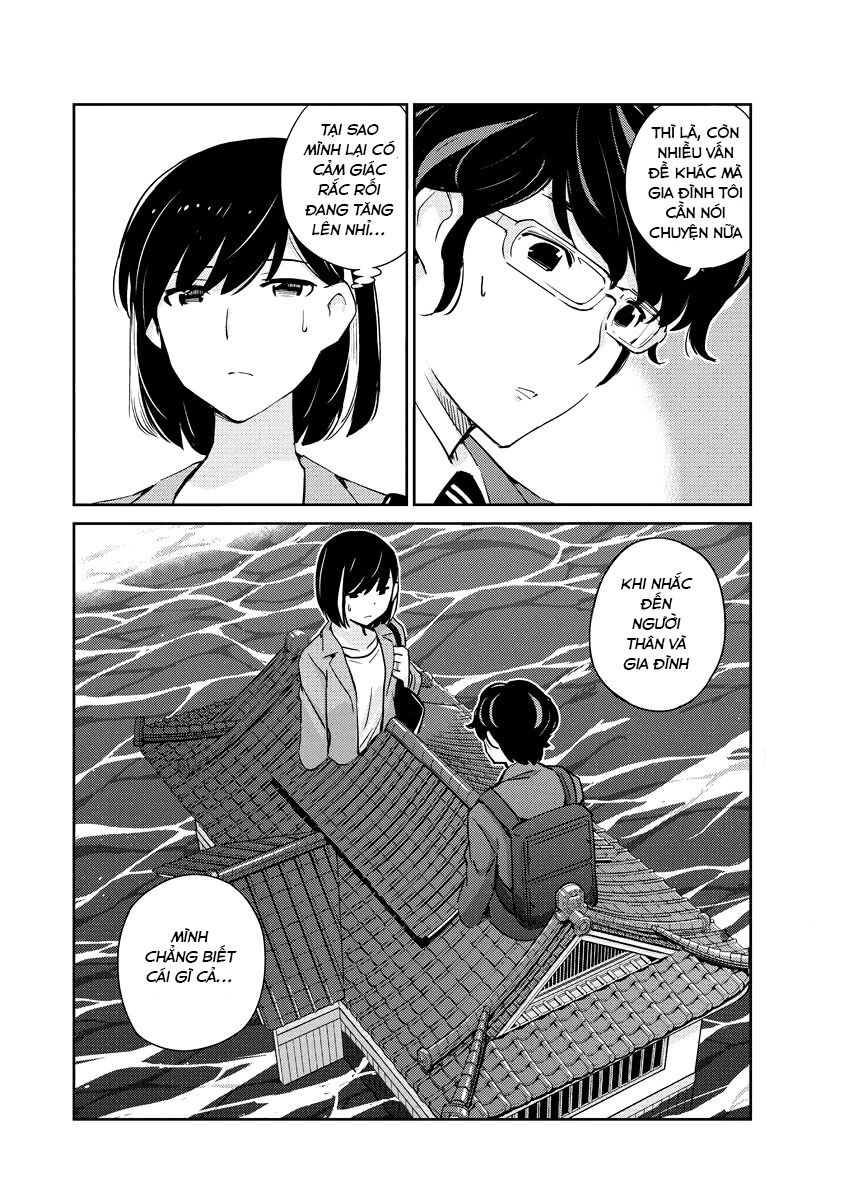 THÌ LÀ, CÒN
NHIỀU VẤN
ĐỀ KHÁC MÀ
GIA ĐÌNH TÔI
CẦN NÓI
CHUYỆN NỮA
TẠI SAO
MÌNH LẠI CÓ
CẢM GIÁC
RẮC RỐI
ĐANG TĂNG
LÊN NHỈ...
KHI NHẮC
ĐẾN
NGƯỜI
THÂN VÀ
GIA ĐÌNH
MÌNH
CHẲNG BIẾT
CÁI GÌ CẢ...